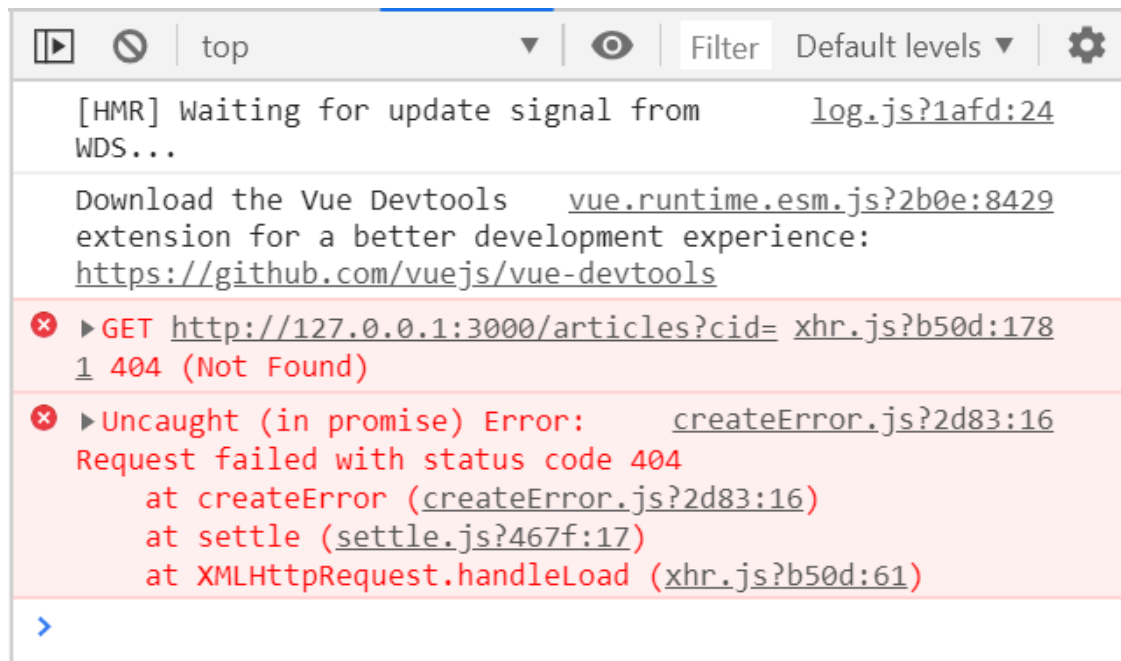 top Filter Default levels
[HMR] Waiting for update signal from log.js?1afd:24
WDS...
Download the Vue Devtools vue.runtime.esm.js?2b0e:8429
extension for a better development experience:
https://github.com/vuejs/vue-devtools
GET http://127.0.0.1:3000/articles?cid= xhr.js?b50d:178
1 404 (Not Found)
Uncaught (in promise) Error: createError.js?2d83:16
Request failed with status code 404
at createError (createError.js?2d83:16)
at settle (settle.js?467f:17)
at XMLHttpRequest.handleLoad (xhr.js?b50d:61)